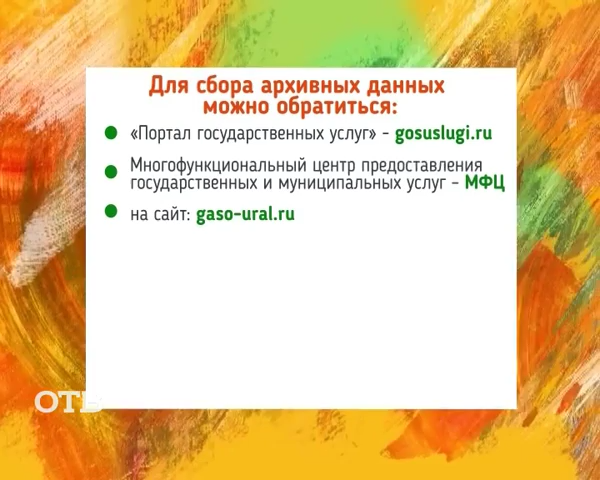 Для сбора архивных данных
можно обратиться:
«Портал государственных услуг» - gosuslugi.ru
Многофункциональный центр предоставления
государственных и муниципальных услуг - МФЦ
на сайт: gaso-ural.ru
ОТВ